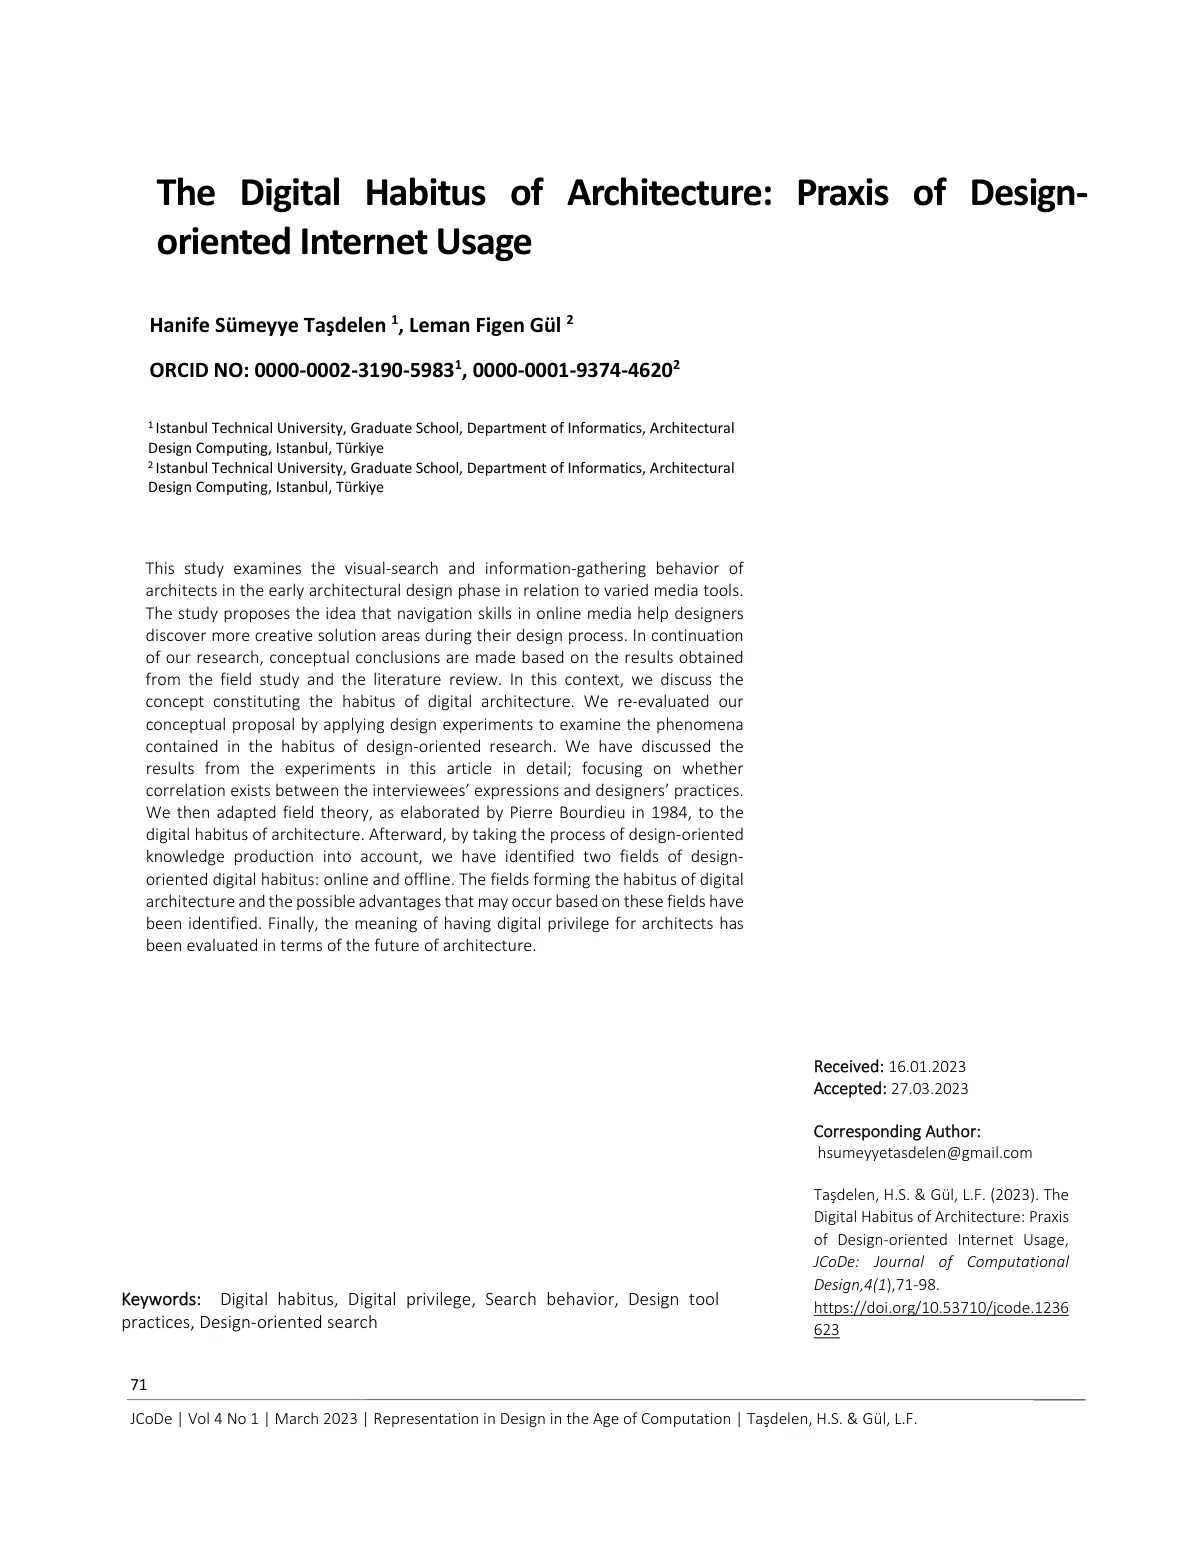 The Digital Habitus of Architecture: Praxis of Design-
oriented Internet Usage
Hanife Sümeyye Taşdelen ¹, Leman Figen Gül ²
ORCID NO: 0000-0002-3190-5983¹, 0000-0001-9374-4620²
¹ Istanbul Technical University, Graduate School, Department of Informatics, Architectural
Design Computing, Istanbul, Türkiye
² Istanbul Technical University, Graduate School, Department of Informatics, Architectural
Design Computing, Istanbul, Türkiye
This study examines the visual-search and information-gathering behavior of
architects in the early architectural design phase in relation to varied media tools.
The study proposes the idea that navigation skills in online media help designers
discover more creative solution areas during their design process. In continuation
of our research, conceptual conclusions are made based on the results obtained
from the field study and the literature review. In this context, we discuss the
concept constituting the habitus of digital architecture. We re-evaluated our
conceptual proposal by applying design experiments to examine the phenomena
contained in the habitus of design-oriented research. We have discussed the
results from the experiments in this article in detail; focusing on whether
correlation exists between the interviewees’ expressions and designers’ practices.
We then adapted field theory, as elaborated by Pierre Bourdieu in 1984, to the
digital habitus of architecture. Afterward, by taking the process of design-oriented
knowledge production into account, we have identified two fields of design-
oriented digital habitus: online and offline. The fields forming the habitus of digital
architecture and the possible advantages that may occur based on these fields have
been identified. Finally, the meaning of having digital privilege for architects has
been evaluated in terms of the future of architecture.
Received: 16.01.2023
Accepted: 27.03.2023
Corresponding Author:
hsumeyyetasdelen@gmail.com
Taşdelen, H.S. & Gül, L.F. (2023). The
Digital Habitus of Architecture: Praxis
of Design-oriented Internet Usage,
JCoDe: Journal of Computational
Design,4(1),71-98.
https://doi.org/10.53710/jcode.1236
623
Keywords: Digital habitus, Digital privilege, Search behavior, Design tool
practices, Design-oriented search
71
JCoDe | Vol 4 No 1 | March 2023 | Representation in Design in the Age of Computation | Taşdelen, H.S. & Gül, L.F.